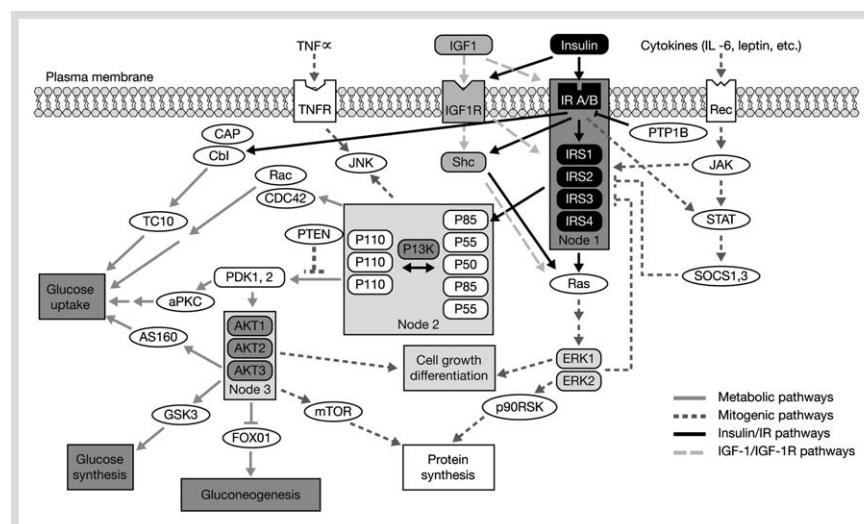 TNF∝
IGF1
Insulin
Cytokines (IL -6, leptin, etc.)
Plasma membrane
TNFR
IGF1R
IR A/B
Rec
CAP
Cbl
PTP1B
JNK
Shc
IRS1
JAK
Rac
IRS2
CDC42
IRS3
TC10
P85
IRS4
STAT
PTEN
P110
P13K
P55
Node 1
P110
P50
Glucose
uptake
PDK1, 2
P110
P85
Ras
SOCS1,3
aPKC
P55
Node 2
AS160
AKT1
AKT2
AKT3
Node 3
Cell growth
differentiation
ERK1
ERK2
GSK3
mTOR
p90RSK
Metabolic pathways
Mitogenic pathways
FOX01
Insulin/IR pathways
IGF-1/IGF-1R pathways
Glucose
synthesis
Protein
synthesis
Gluconeogenesis